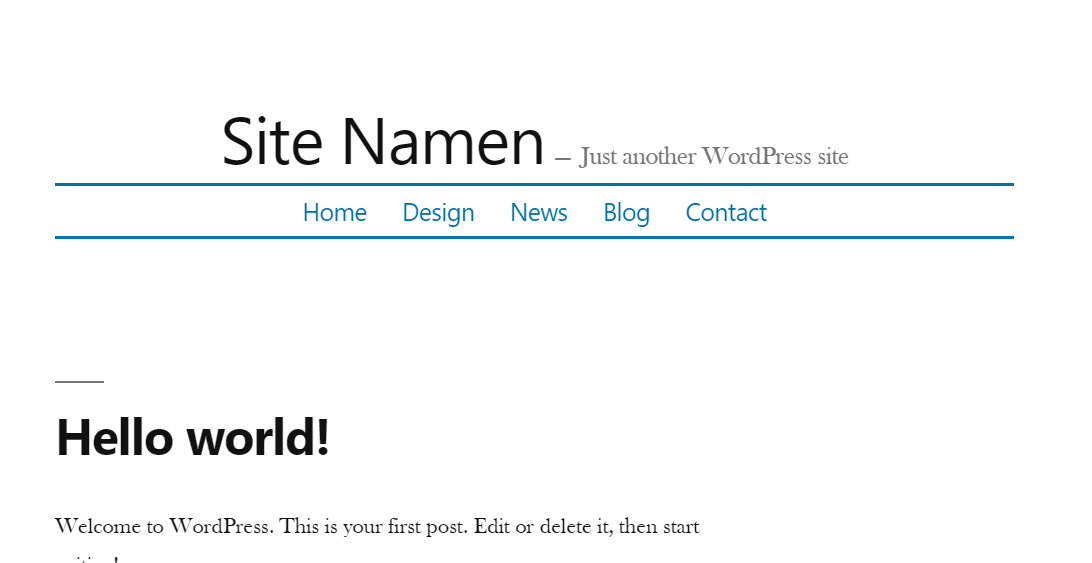 Site Namen — Just another WordPress site
Home Design News Blog Contact
Hello world!
Welcome to WordPress. This is your first post. Edit or delete it, then start